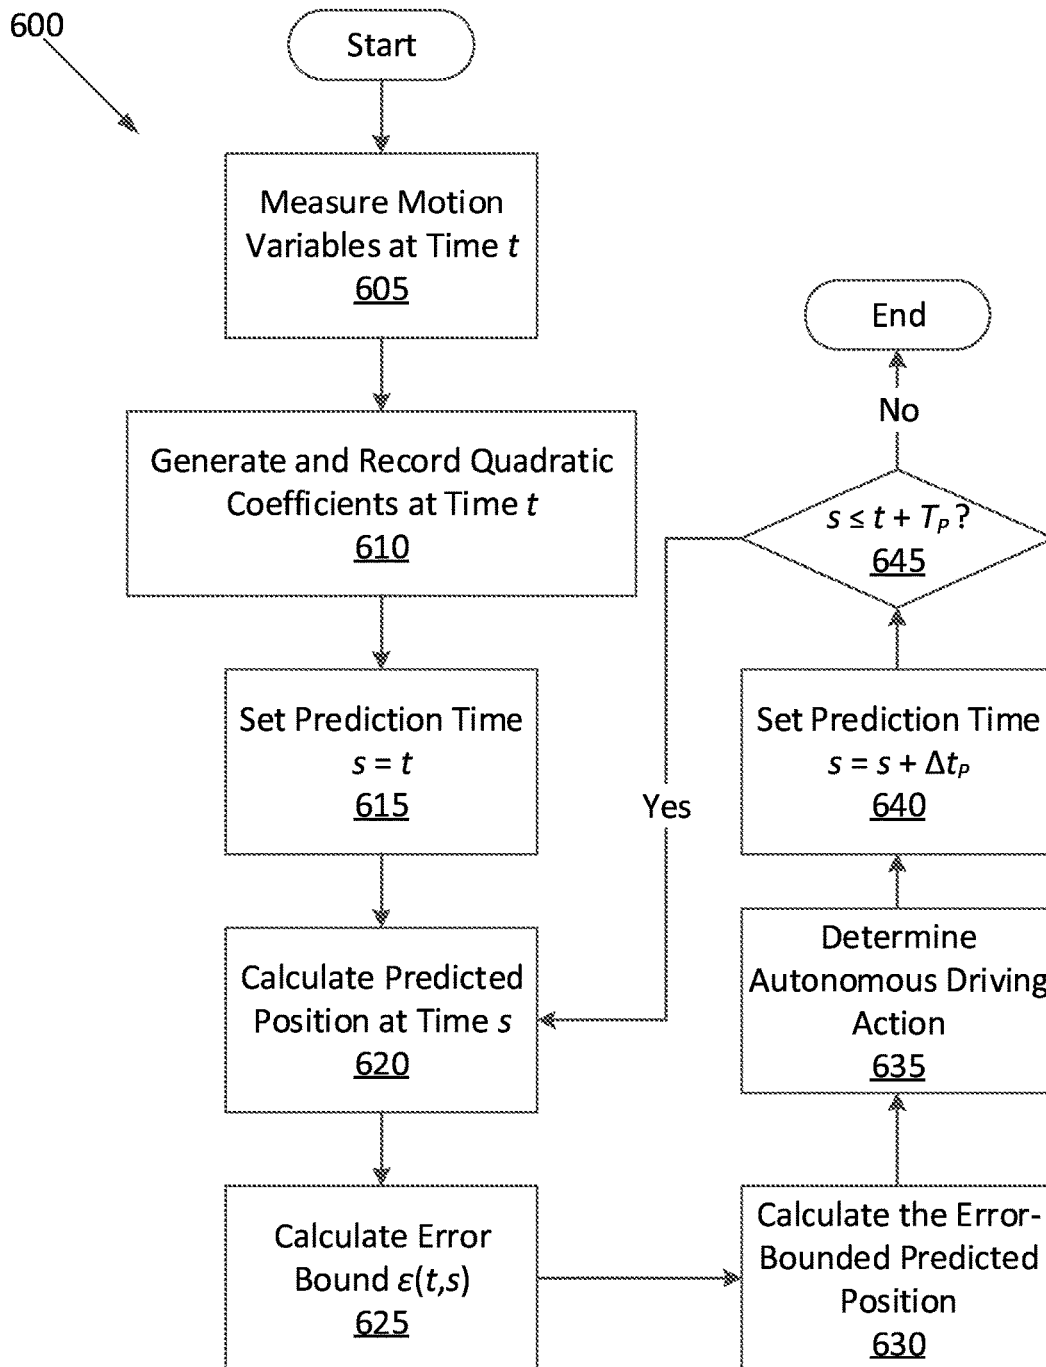 600
Start
Measure Motion
Variables at Time t
605
Generate and Record Quadratic
Coefficients at Time t
610
Set Prediction Time
s = t
615
Calculate Predicted
Position at Time s
620
Calculate Error
Bound ε(t,s)
625
Calculate the Error-
Bounded Predicted
Position
630
Determine
Autonomous Driving
Action
635
Set Prediction Time
s = s + Δtₚ
640
s ≤ t + Tₚ?
645
Yes
No
End